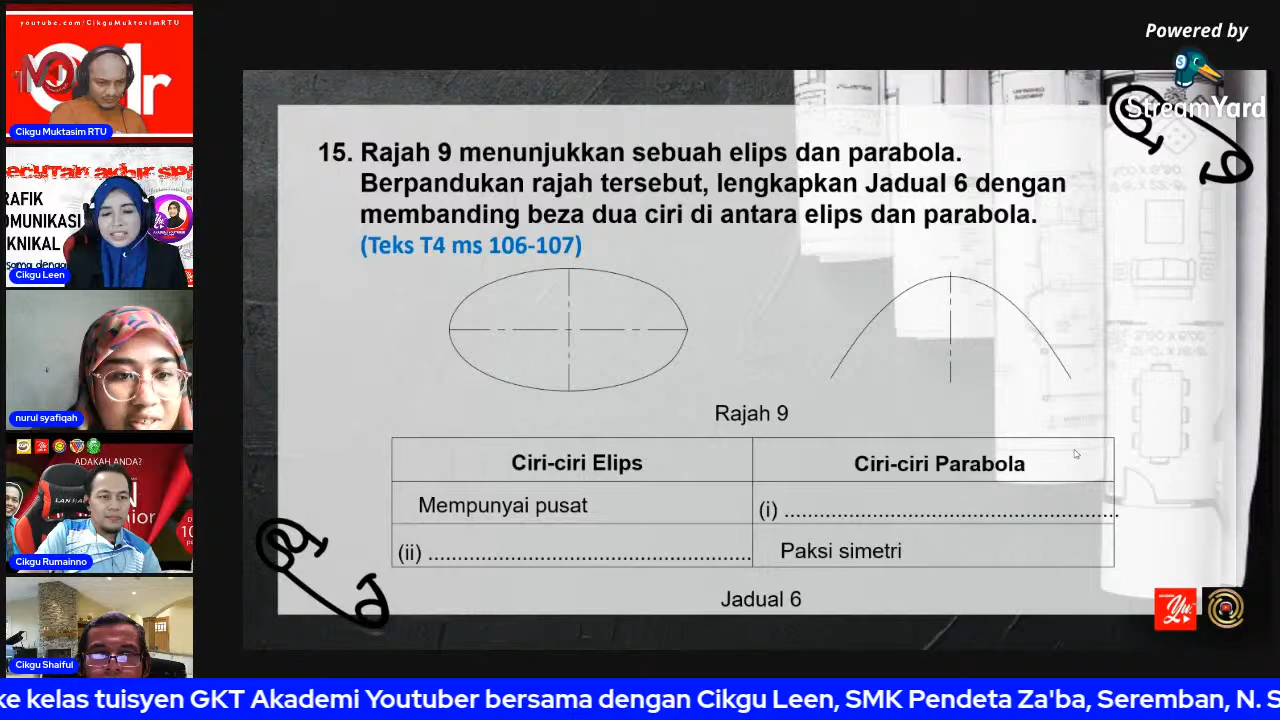 youtube.com/CikguMuktasimRTU
Cikgu Muktasim RTU
Cikgu Leen
nurul syafiqah
ADAKAH ANDA?
Cikgu Rumainno
Cikgu Shaiful
Powered by
StreamYard
15. Rajah 9 menunjukkan sebuah elips dan parabola.
Berpandukan rajah tersebut, lengkapkan Jadual 6 dengan
membanding beza dua ciri di antara elips dan parabola.
(Teks T4 ms 106-107)
Rajah 9
Ciri-ciri Elips
Ciri-ciri Parabola
Mempunyai pusat
(i) ........................................................
(ii) ......................................................
Paksi simetri
Jadual 6
ke kelas tuisyen GKT Akademi Youtuber bersama dengan Cikgu Leen, SMK Pendeta Za'ba, Seremban, N. S